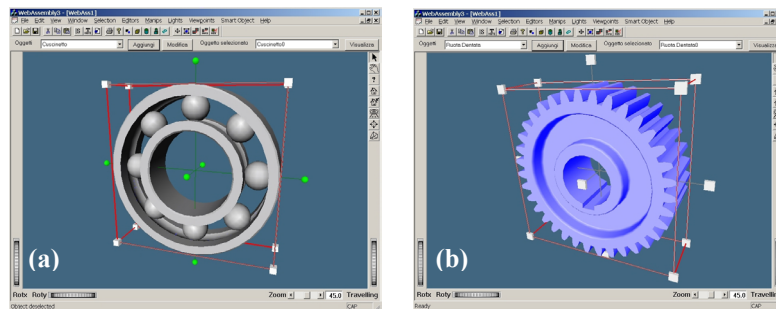 WebAssembly3 - [WebAss1]
File Edit View Window Selection Editors Manips Lights Viewpoints Smart Object Help
Oggetti Cuscinetto Aggiungi Modifica Oggetto selezionato Cuscinetto0 Visualizza
(a)
Rotx Roty Zoom 45.0 Travelling
Object deselected CAP
WebAssembly3 - [WebAss1]
File Edit View Window Selection Editors Manips Lights Viewpoints Smart Object Help
Oggetti Ruota Dentata Aggiungi Modifica Oggetto selezionato Ruota Dentata0 Visualizza
(b)
Rotx Roty Zoom 45.0 Travelli
Ready CAP